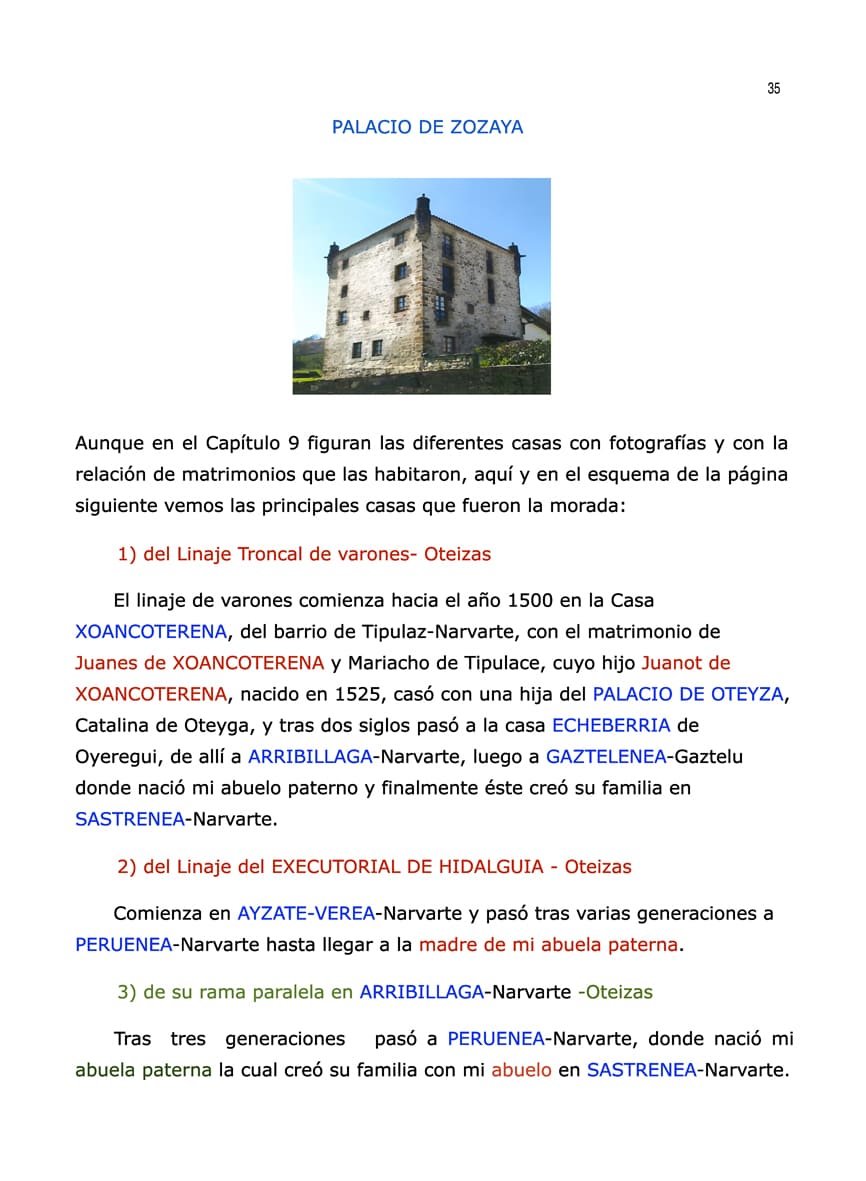 35
PALACIO DE ZOZAYA
Aunque en el Capítulo 9 figuran las diferentes casas con fotografías y con la
relación de matrimonios que las habitaron, aquí y en el esquema de la página
siguiente vemos las principales casas que fueron la morada:
1) del Linaje Troncal de varones- Oteizas
El linaje de varones comienza hacia el año 1500 en la Casa
XOANCOTERENA, del barrio de Tipulaz-Narvarte, con el matrimonio de
Juanes de XOANCOTERENA y Mariacho de Tipulace, cuyo hijo Juanot de
XOANCOTERENA, nacido en 1525, casó con una hija del PALACIO DE OTEYZA,
Catalina de Oteyga, y tras dos siglos pasó a la casa ECHEBERRIA de
Oyeregui, de allí a ARRIBILLAGA-Narvarte, luego a GAZTELENEA-Gaztelu
donde nació mi abuelo paterno y finalmente éste creó su familia en
SASTRENEA-Narvarte.
2) del Linaje del EXECUTORIAL DE HIDALGUIA - Oteizas
Comienza en AYZATE-VEREA-Narvarte y pasó tras varias generaciones a
PERUENEA-Narvarte hasta llegar a la madre de mi abuela paterna.
3) de su rama paralela en ARRIBILLAGA-Narvarte -Oteizas
Tras tres generaciones pasó a PERUENEA-Narvarte, donde nació mi
abuela paterna la cual creó su familia con mi abuelo en SASTRENEA-Narvarte.